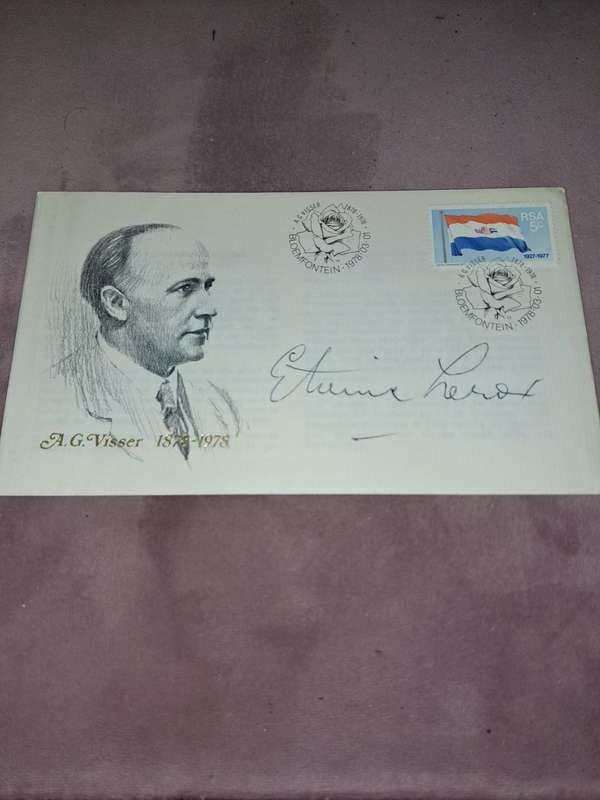 A.G.VISSER · 1878-1978 ·
BLOEMFONTEIN · 1978·03·01
RSA
5c
1927-1977
A.G.VISSER · 1878-1978 ·
BLOEMFONTEIN · 1978·03·01
Etienne Leroux
A.G.Visser 1878-1978